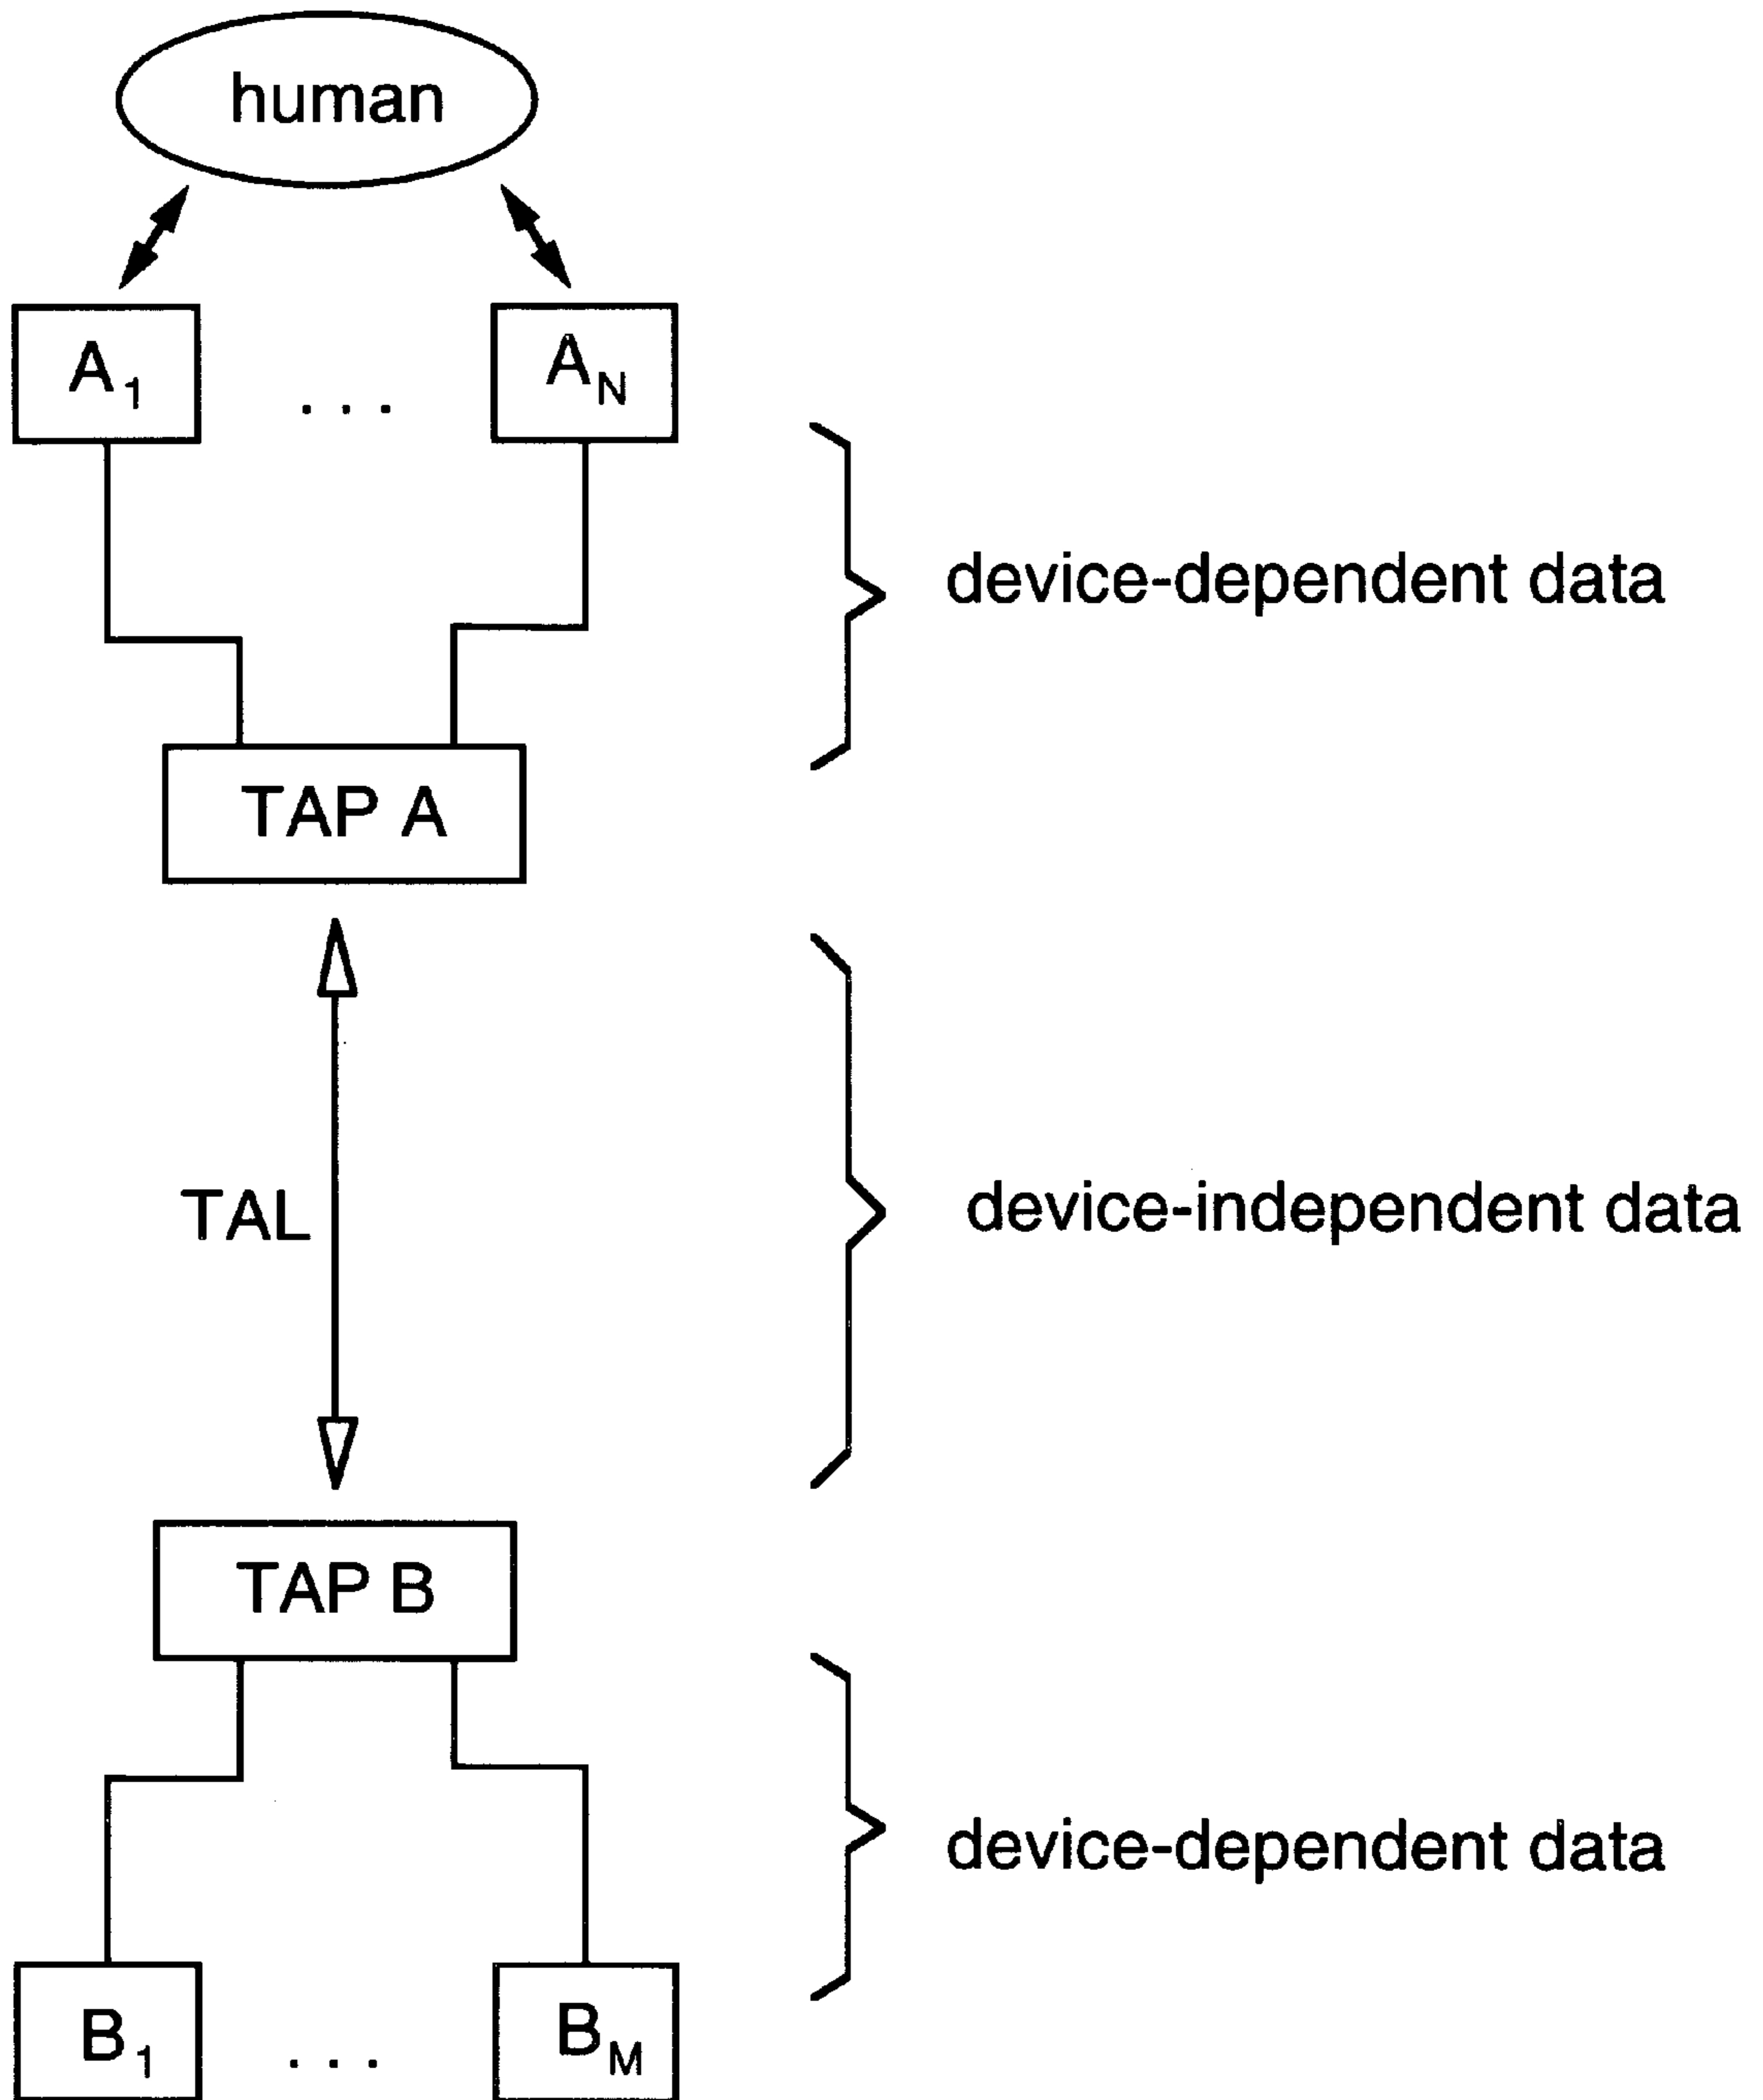 human
A1
. . .
AN
device-dependent data
TAP A
TAL
device-independent data
TAP B
device-dependent data
B1
. . .
BM